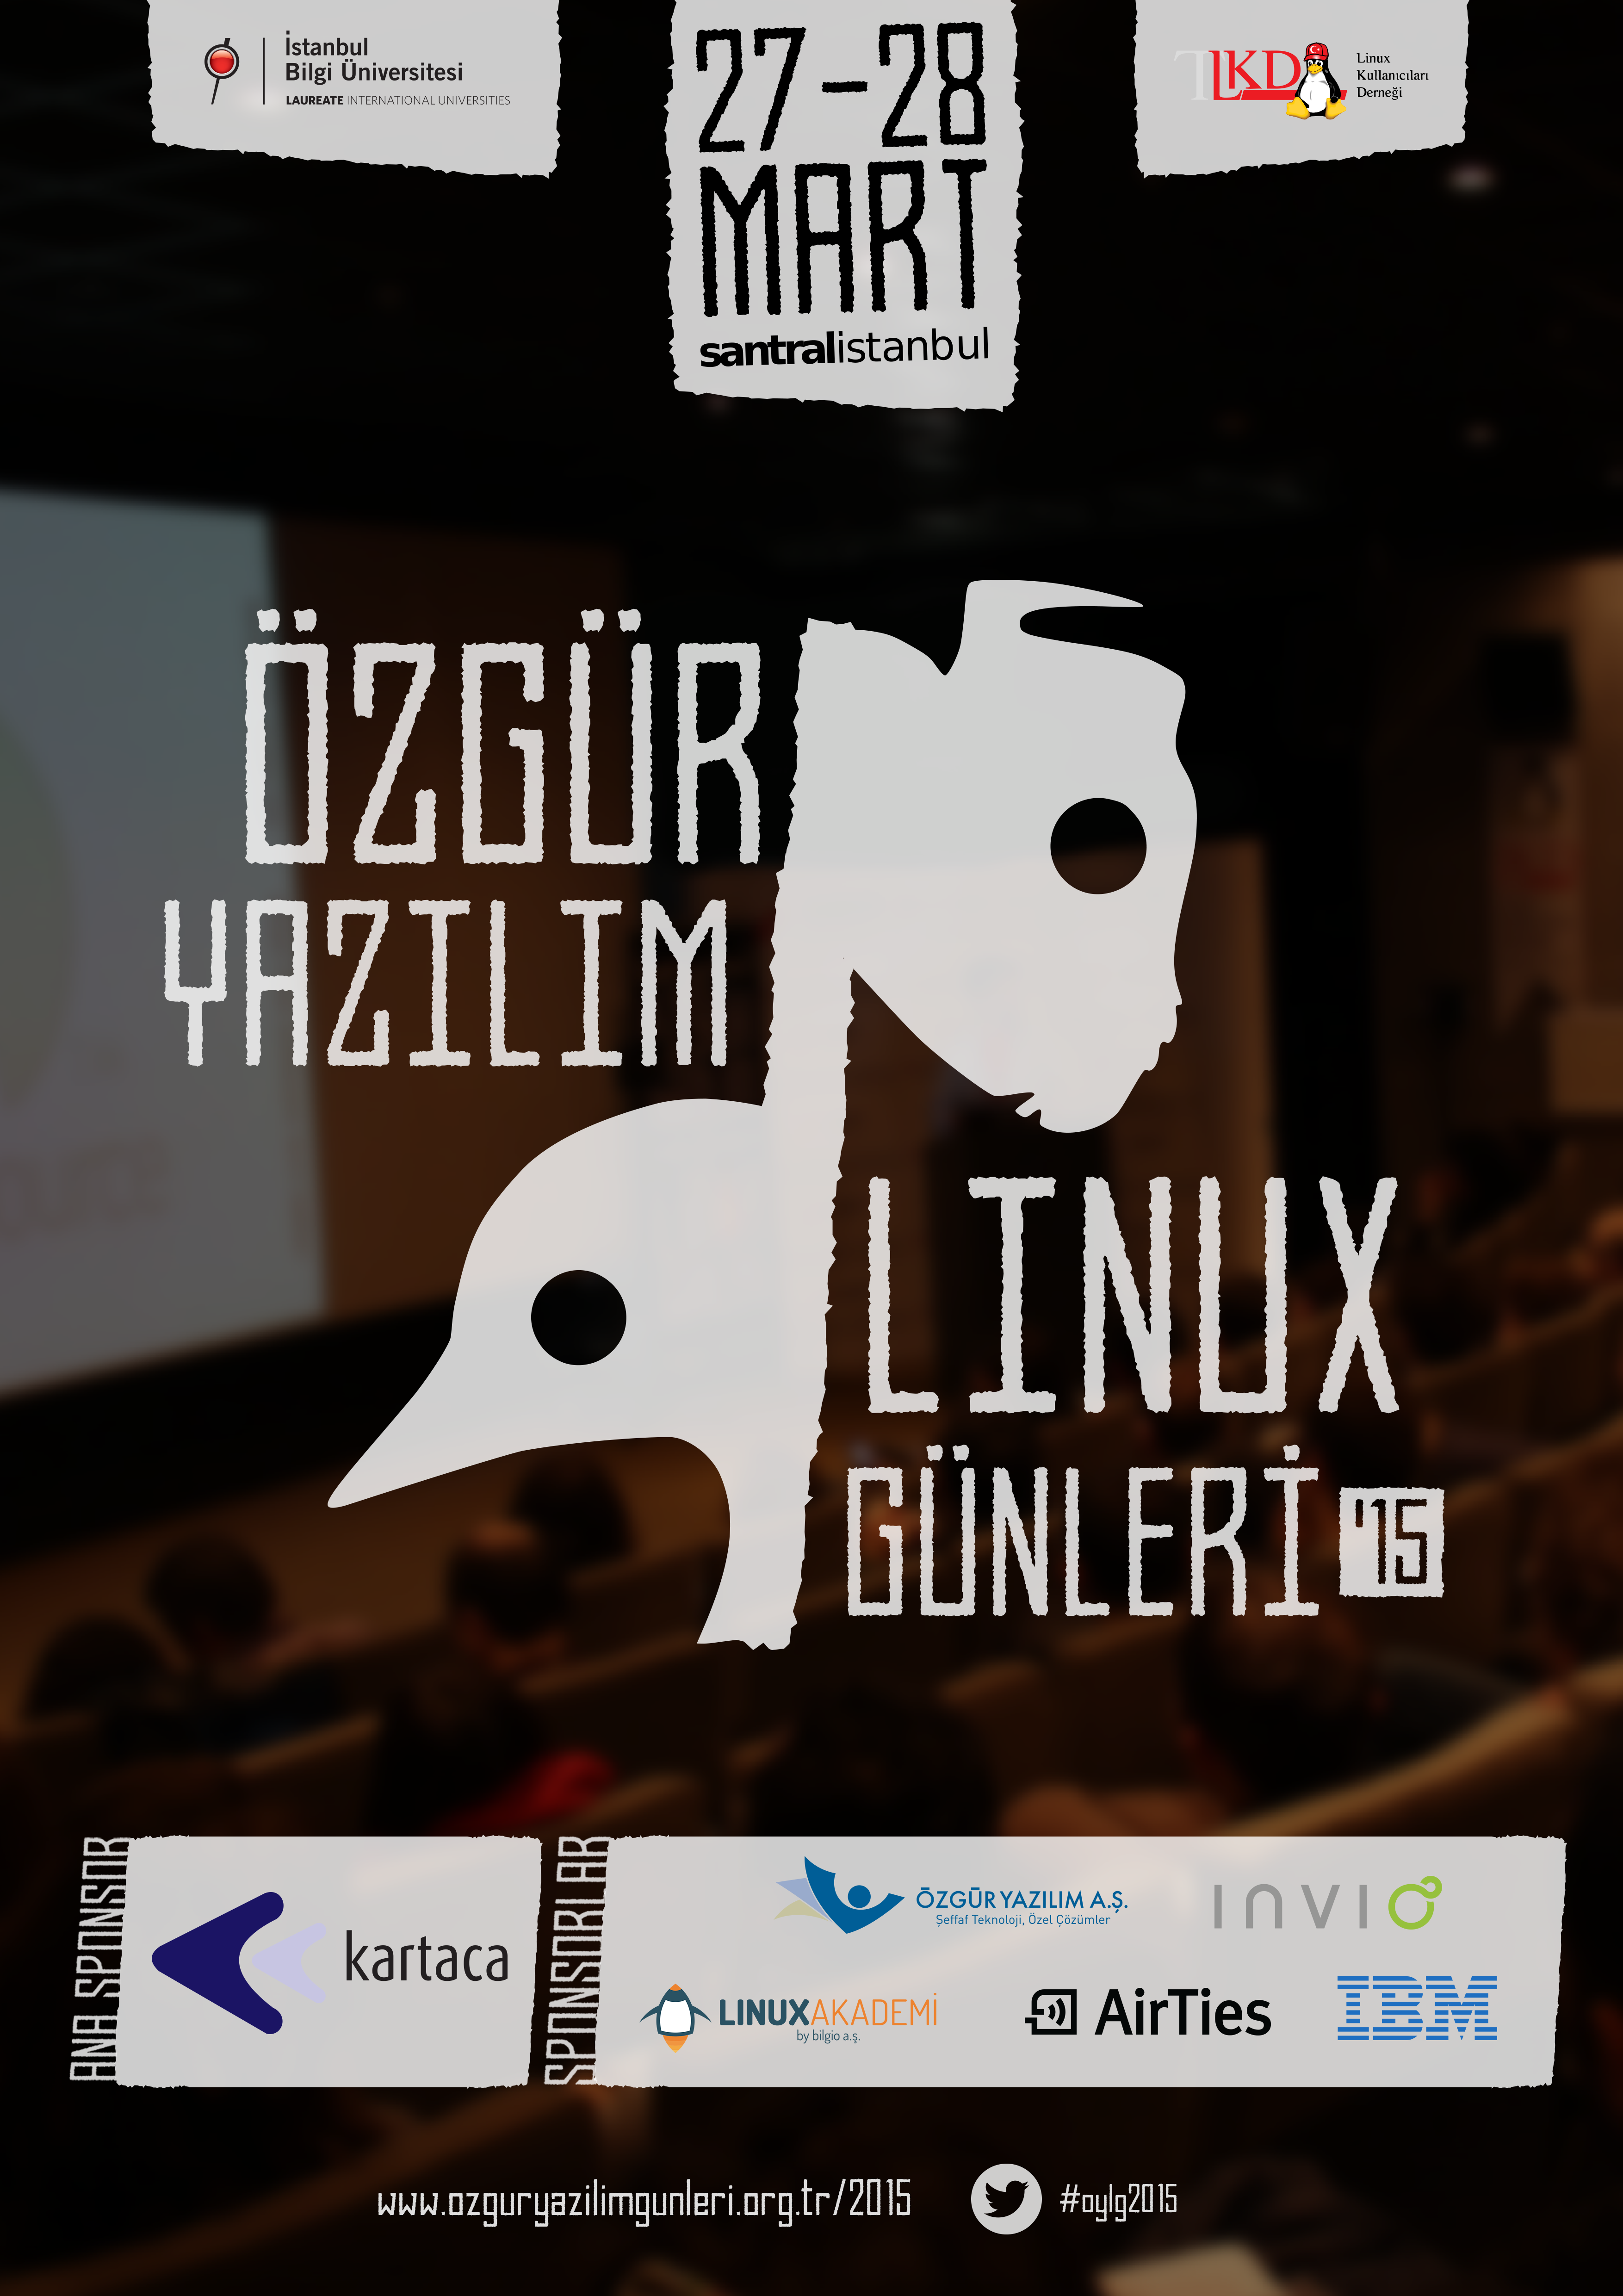 İstanbul
Bilgi Üniversitesi
LAUREATE INTERNATIONAL UNIVERSITIES
27-28
MART
santralistanbul
TLKD
Linux
Kullanıcıları
Derneği
ÖZGÜR
YAZILIM
LINUX
GÜNLERİ '15
ANA SPONSOR
kartaca
SPONSORLAR
ÖZGÜR YAZILIM A.Ş.
Şeffaf Teknoloji, Özel Çözümler
INVIO
LINUXAKADEMİ
by bilgio a.ş.
AirTies
IBM
www.ozguryazilimgunleri.org.tr/2015
#oylg2015